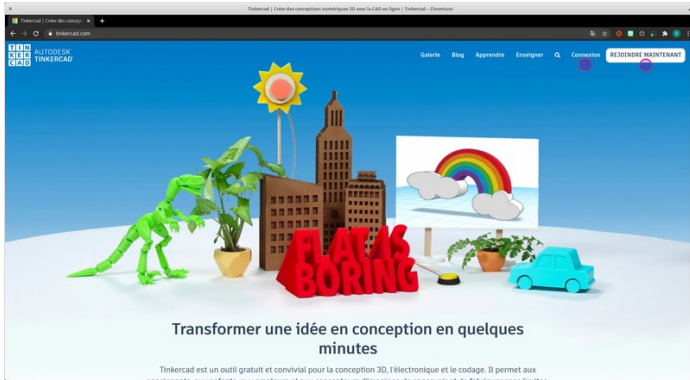 Tinkercad | Créer des conceptions numériques 3D avec la CAO en ligne | Tinkercad - Chromium
Tinkercad | Créer des concep
tinkercad.com
TIN
KER
CAD
AUTODESK
TINKERCAD
Galerie Blog Apprendre Enseigner Connexion REJOINDRE MAINTENANT
FLAT IS
BORING
Transformer une idée en conception en quelques
minutes
Tinkercad est un outil gratuit et convivial pour la conception 3D, l'électronique et le codage. Il permet aux